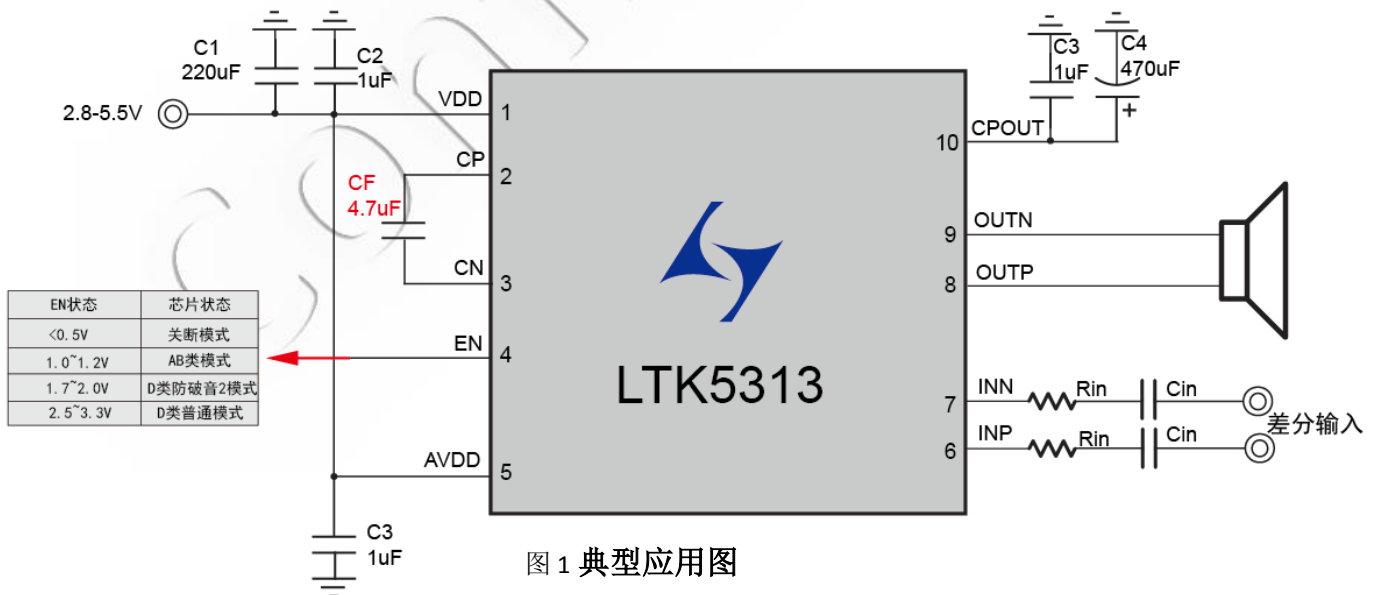 C1
220uF
C2
1uF
2.8-5.5V
VDD
1
CP
2
CF
4.7uF
CN
3
EN状态 芯片状态
<0.5V 关断模式
1.0~1.2V AB类模式
1.7~2.0V D类防破音2模式
2.5~3.3V D类普通模式
EN
4
AVDD
5
C3
1uF
LTK5313
C3
1uF
C4
470uF
+
10
CPOUT
9
OUTN
8
OUTP
7
INN
Rin
Cin
6
INP
Rin
Cin
差分输入
图 1 典型应用图